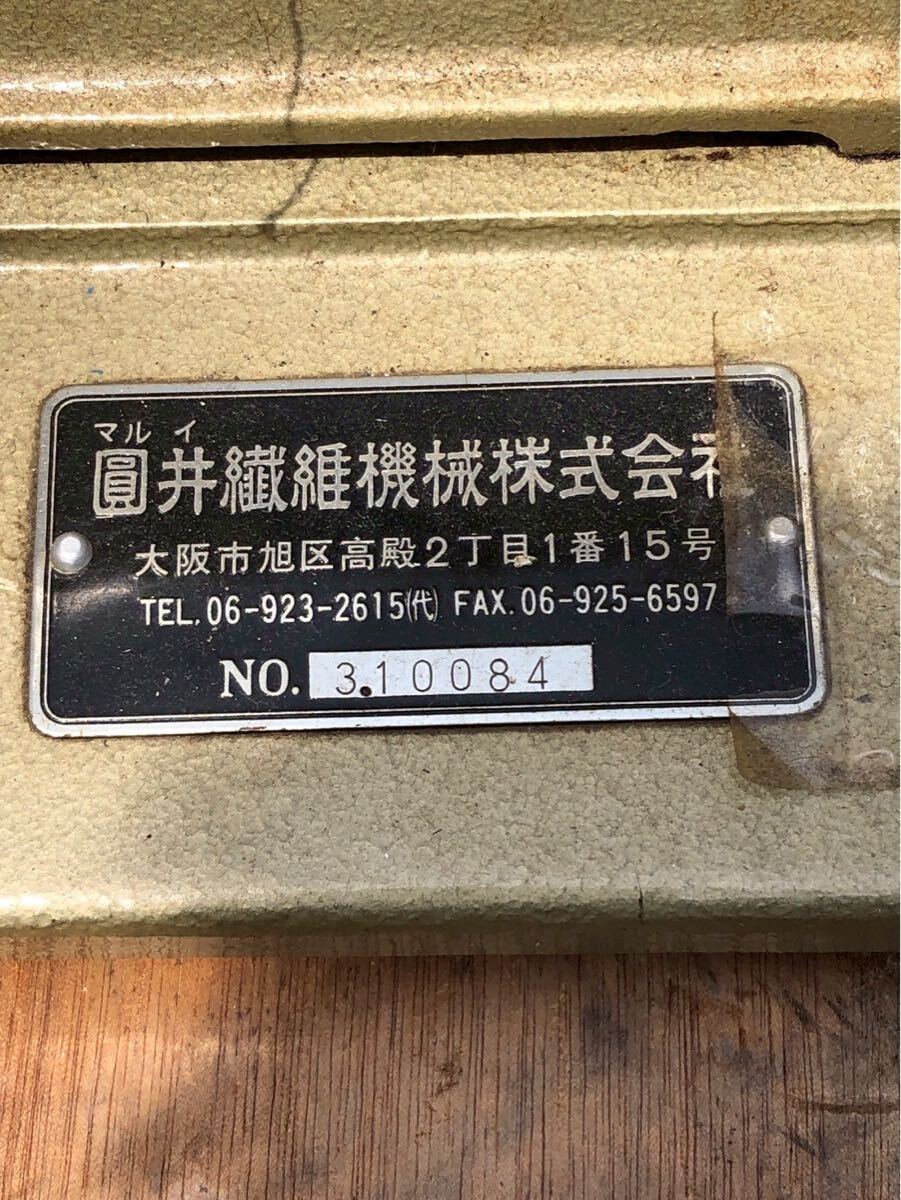 マルイ
圓井繊維機械株式会社
大阪市旭区高殿2丁目1番15号
TEL.06-923-2615㈹ FAX.06-925-6597
NO. 310084